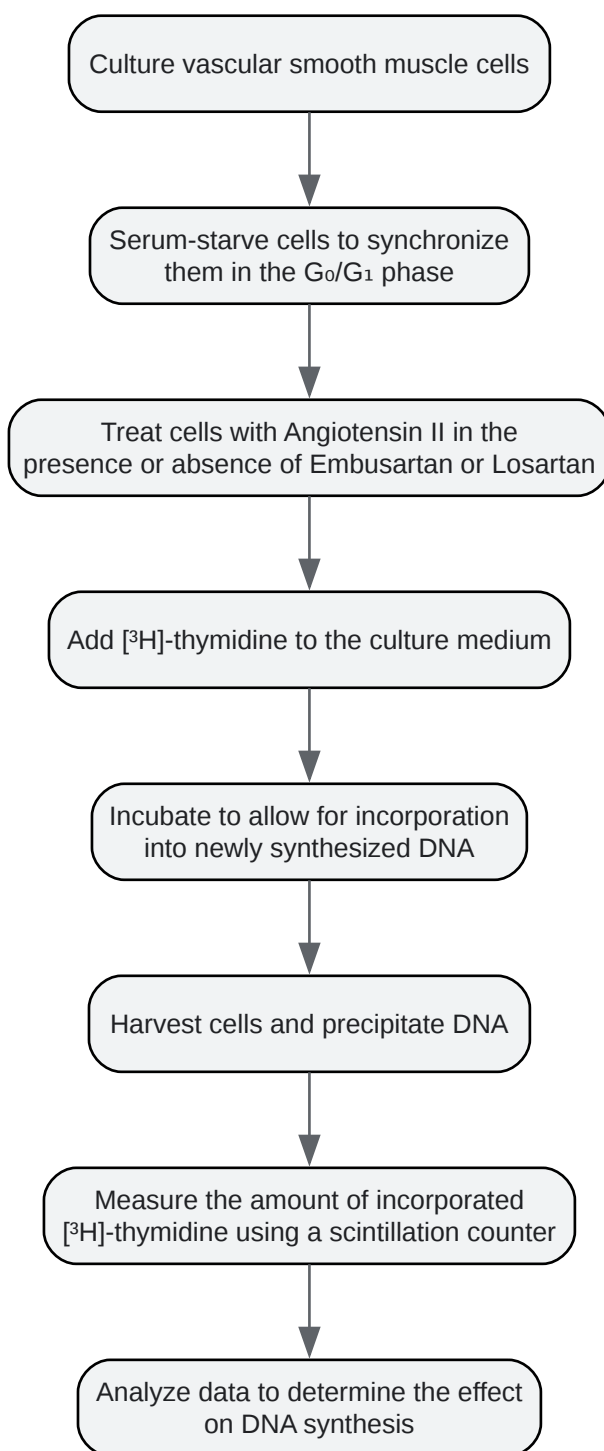 Culture vascular smooth muscle cells
Serum-starve cells to synchronize
them in the G₀/G₁ phase
Treat cells with Angiotensin II in the
presence or absence of Embusartan or Losartan
Add [³H]-thymidine to the culture medium
Incubate to allow for incorporation
into newly synthesized DNA
Harvest cells and precipitate DNA
Measure the amount of incorporated
[³H]-thymidine using a scintillation counter
Analyze data to determine the effect
on DNA synthesis